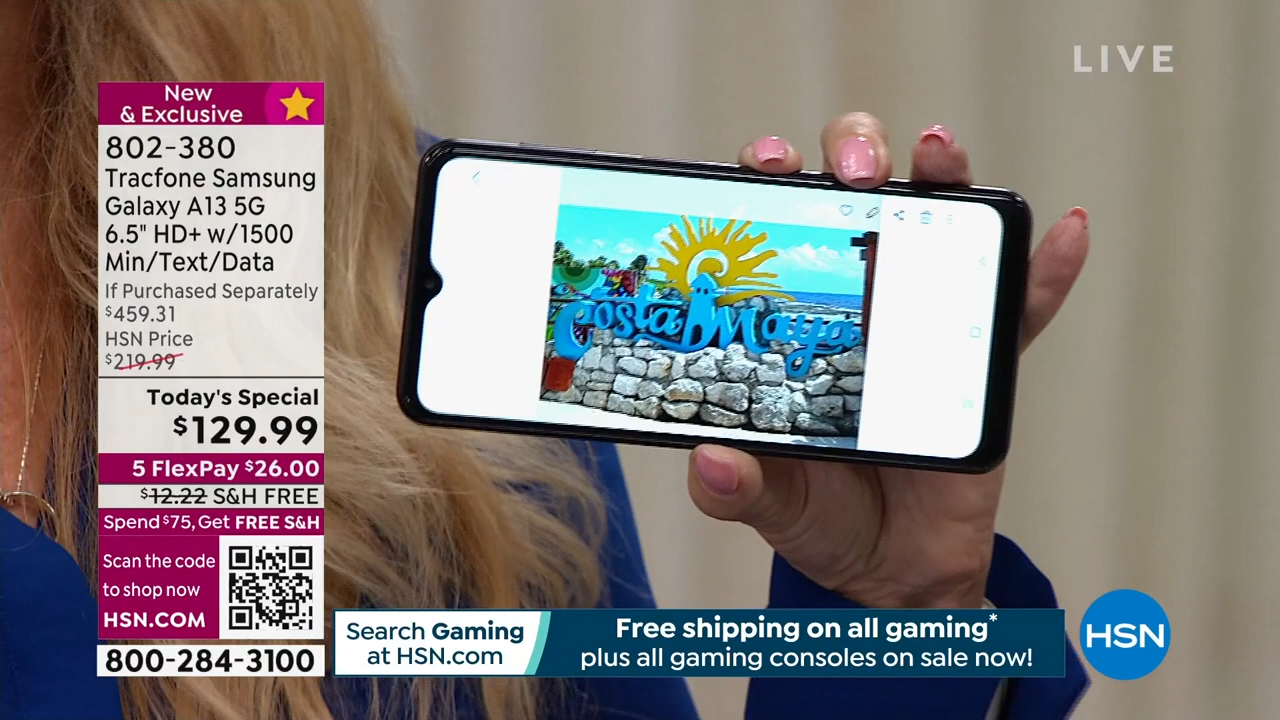 LIVE
New
& Exclusive
802-380
Tracfone Samsung
Galaxy A13 5G
6.5" HD+ w/1500
Min/Text/Data
If Purchased Separately
$459.31
HSN Price
$219.99
Today's Special
$129.99
5 FlexPay $26.00
$12.22 S&H FREE
Spend $75, Get FREE S&H
Scan the code
to shop now
HSN.COM
800-284-3100
Costa Maya
Search Gaming
at HSN.com
Free shipping on all gaming*
plus all gaming consoles on sale now!
HSN